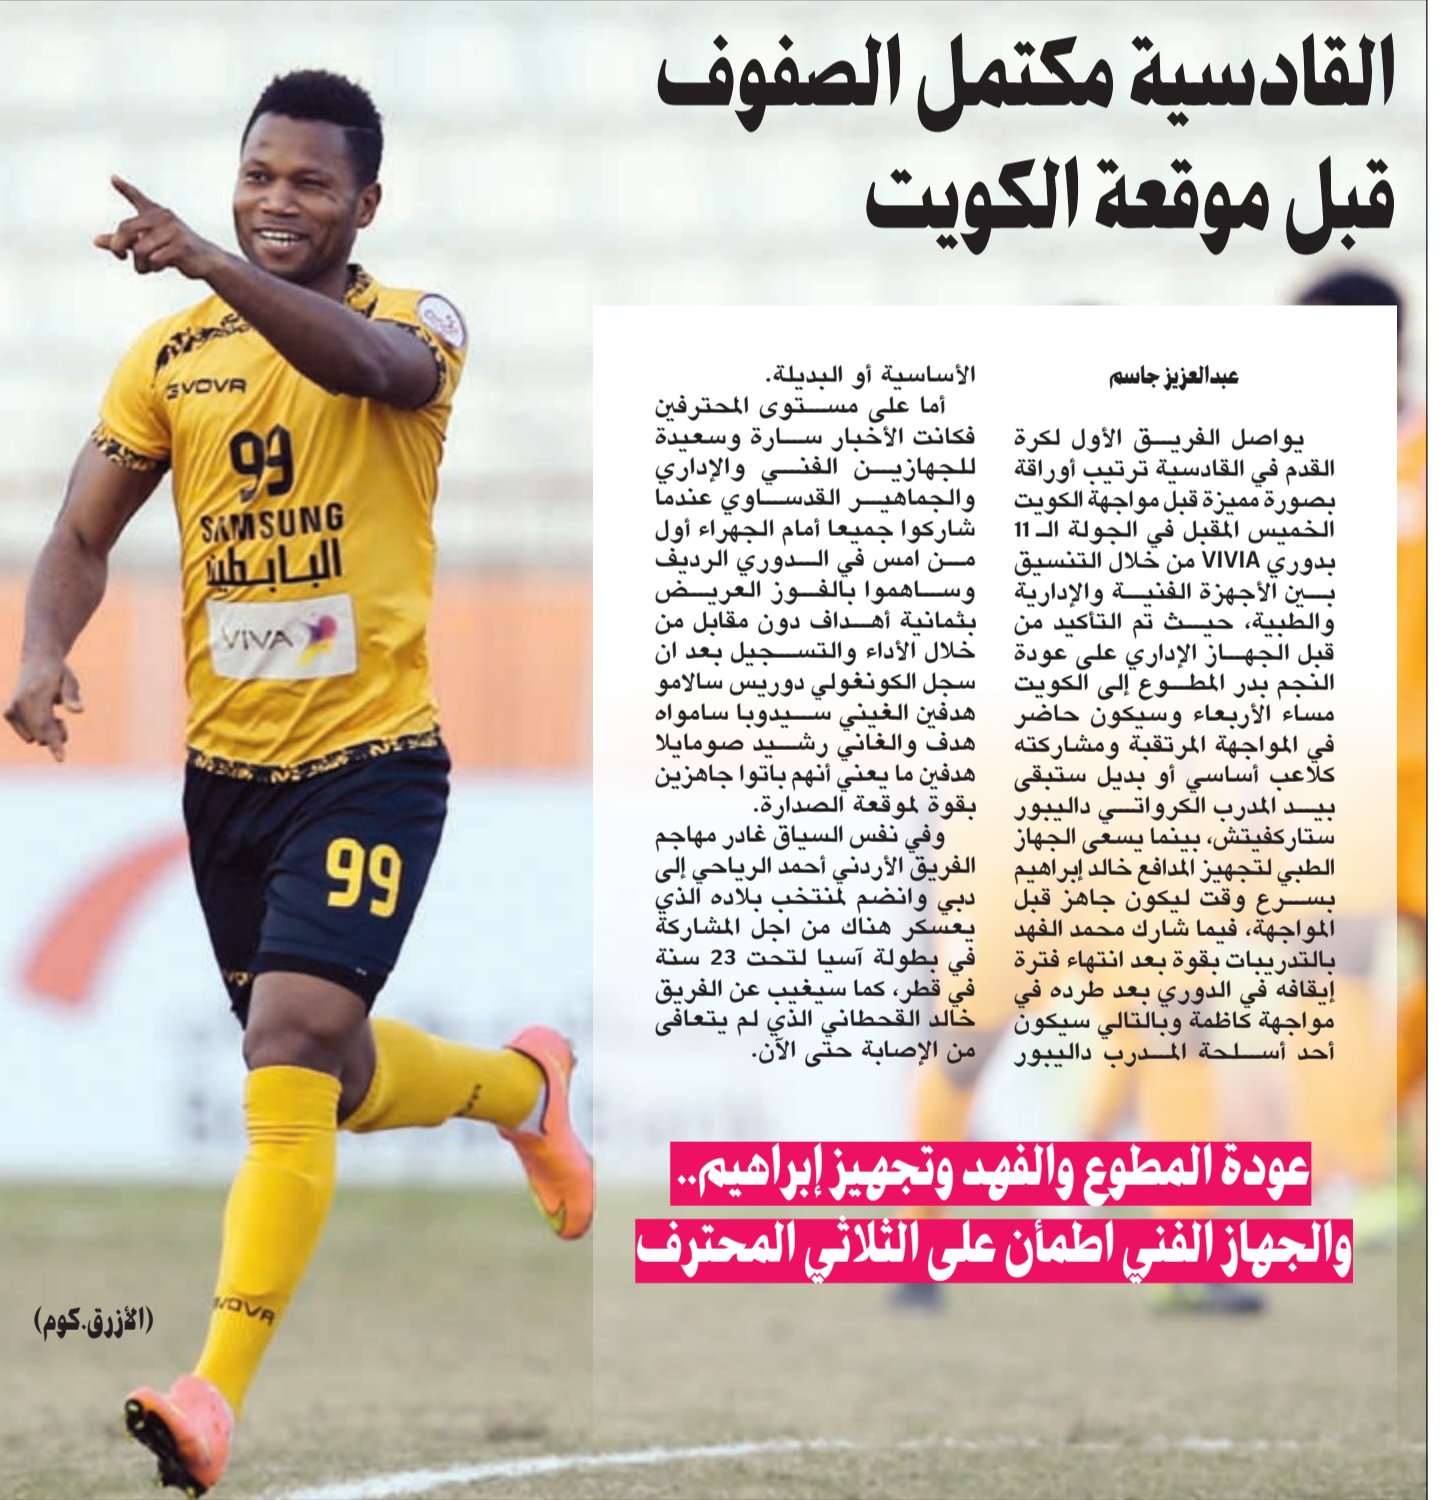 القادسية مكتمل الصفوف
قبل موقعة الكويت
عبدالعزيز جاسم
يواصل الفريق الأول لكرة
القدم في القادسية ترتيب أوراقة
بصورة مميزة قبل مواجهة الكويت
الخميس المقبل في الجولة الـ 11
بدوري VIVIA من خلال التنسيق
بين الأجهزة الفنية والإدارية
والطبية، حيث تم التأكيد من
قبل الجهاز الإداري على عودة
النجم بدر المطوع إلى الكويت
مساء الأربعاء وسيكون حاضر
في المواجهة المرتقبة ومشاركته
كلاعب أساسي أو بديل ستبقى
بيد المدرب الكرواتي داليبور
ستاركفيتش، بينما يسعى الجهاز
الطبي لتجهيز المدافع خالد إبراهيم
بسرع وقت ليكون جاهز قبل
المواجهة، فيما شارك محمد الفهد
بالتدريبات بقوة بعد انتهاء فترة
إيقافه في الدوري بعد طرده في
مواجهة كاظمة وبالتالي سيكون
أحد أسلحة المدرب داليبور
الأساسية أو البديلة.
أما على مستوى المحترفين
فكانت الأخبار سارة وسعيدة
للجهازين الفني والإداري
والجماهير القدساوي عندما
شاركوا جميعا أمام الجهراء أول
من امس في الدوري الرديف
وساهموا بالفوز العريض
بثمانية أهداف دون مقابل من
خلال الأداء والتسجيل بعد ان
سجل الكونغولي دوريس سالامو
هدفين الغيني سيدوبا سامواه
هدف والغاني رشيد صومايلا
هدفين ما يعني أنهم باتوا جاهزين
بقوة لموقعة الصدارة.
وفي نفس السياق غادر مهاجم
الفريق الأردني أحمد الرياحي إلى
دبي وانضم لمنتخب بلاده الذي
يعسكر هناك من اجل المشاركة
في بطولة آسيا لتحت 23 سنة
في قطر، كما سيغيب عن الفريق
خالد القحطاني الذي لم يتعافى
من الإصابة حتى الآن.
عودة المطوع والفهد وتجهيز إبراهيم..
والجهاز الفني اطمأن على الثلاثي المحترف
(الأزرق.كوم)
GVOVA
99
SAMSUNG
البابطين
VIVA
99
GVOVA